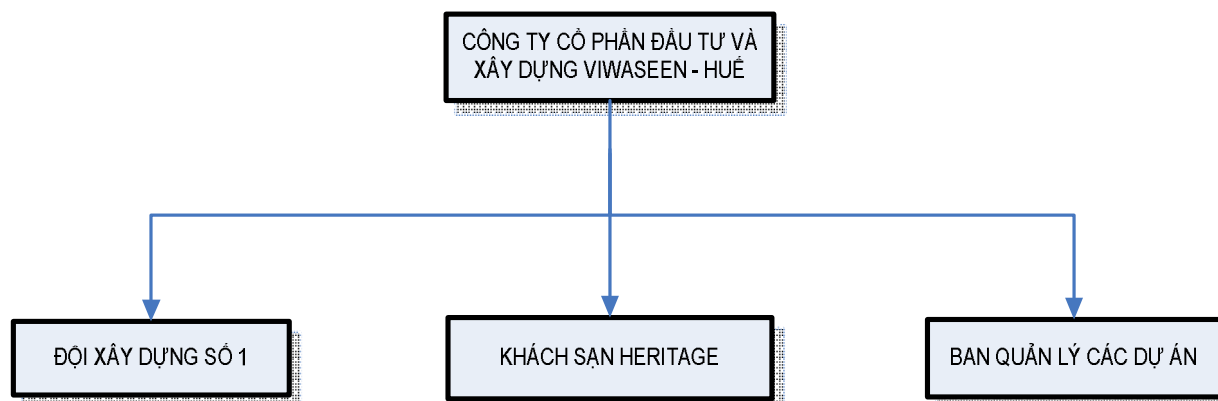 CÔNG TY CỔ PHẦN ĐẦU TƯ VÀ
XÂY DỰNG VIWASEEN - HUẾ
ĐỘI XÂY DỰNG SỐ 1
KHÁCH SẠN HERITAGE
BAN QUẢN LÝ CÁC DỰ ÁN